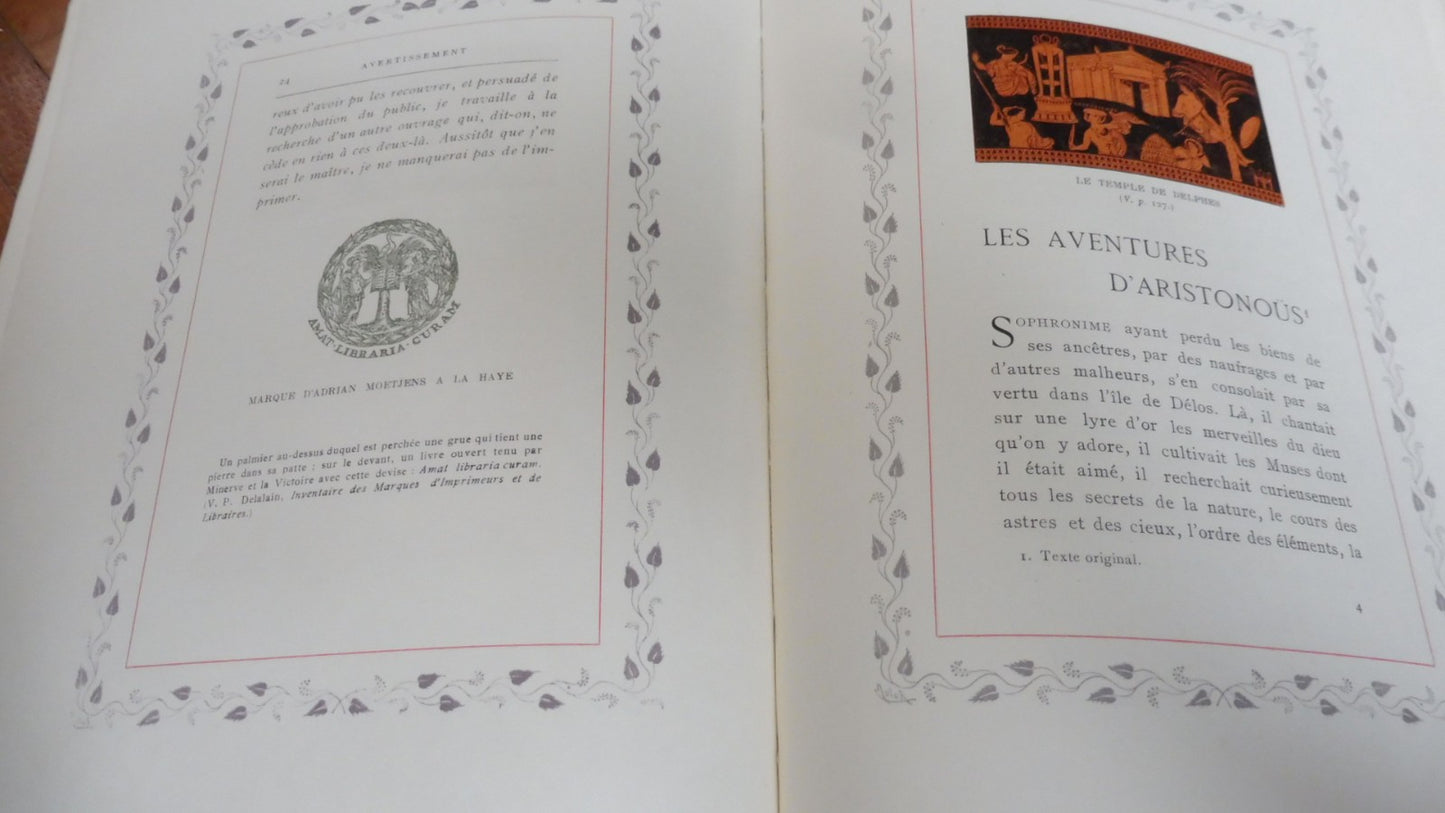 24
AVERTISSEMENT
reux d'avoir pu les recouvrer, et persuadé de
l'approbation du public, je travaille à la
recherche d'un autre ouvrage qui, dit-on, ne
cède en rien à ces deux-là. Aussitôt que j'en
serai le maître, je ne manquerai pas de l'im-
primer.
AMAT·LIBRARIA·CURAM
MARQUE D'ADRIAN MOETJENS A LA HAYE
Un palmier au-dessus duquel est perchée une grue qui tient une
pierre dans sa patte : sur le devant, un livre ouvert tenu par
Minerve et la Victoire avec cette devise : Amat libraria curam.
(V. P. Delalain, Inventaire des Marques d'Imprimeurs et de
Libraires.)
LE TEMPLE DE DELPHES
(V. p. 127.)
LES AVENTURES
D'ARISTONOÜS¹
SOPHRONIME ayant perdu les biens de
ses ancêtres, par des naufrages et par
d'autres malheurs, s'en consolait par sa
vertu dans l'île de Délos. Là, il chantait
sur une lyre d'or les merveilles du dieu
qu'on y adore, il cultivait les Muses dont
il était aimé, il recherchait curieusement
tous les secrets de la nature, le cours des
astres et des cieux, l'ordre des éléments, la
1. Texte original.
4